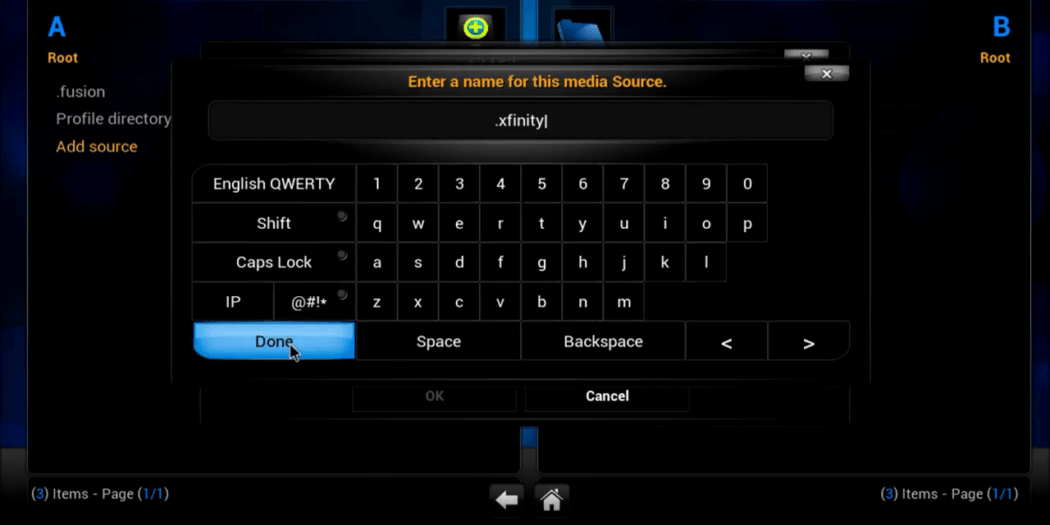 A
B
Root
Root
Enter a name for this media Source.
.fusion
.xfinity
Profile directory
Add source
English QWERTY 1 2 3 4 5 6 7 8 9 0
Shift q w e r t y u i o p
Caps Lock a s d f g h j k l
IP @#!* z x c v b n m
Done Space Backspace < >
OK Cancel
(3) Items - Page (1/1)
(3) Items - Page (1/1)